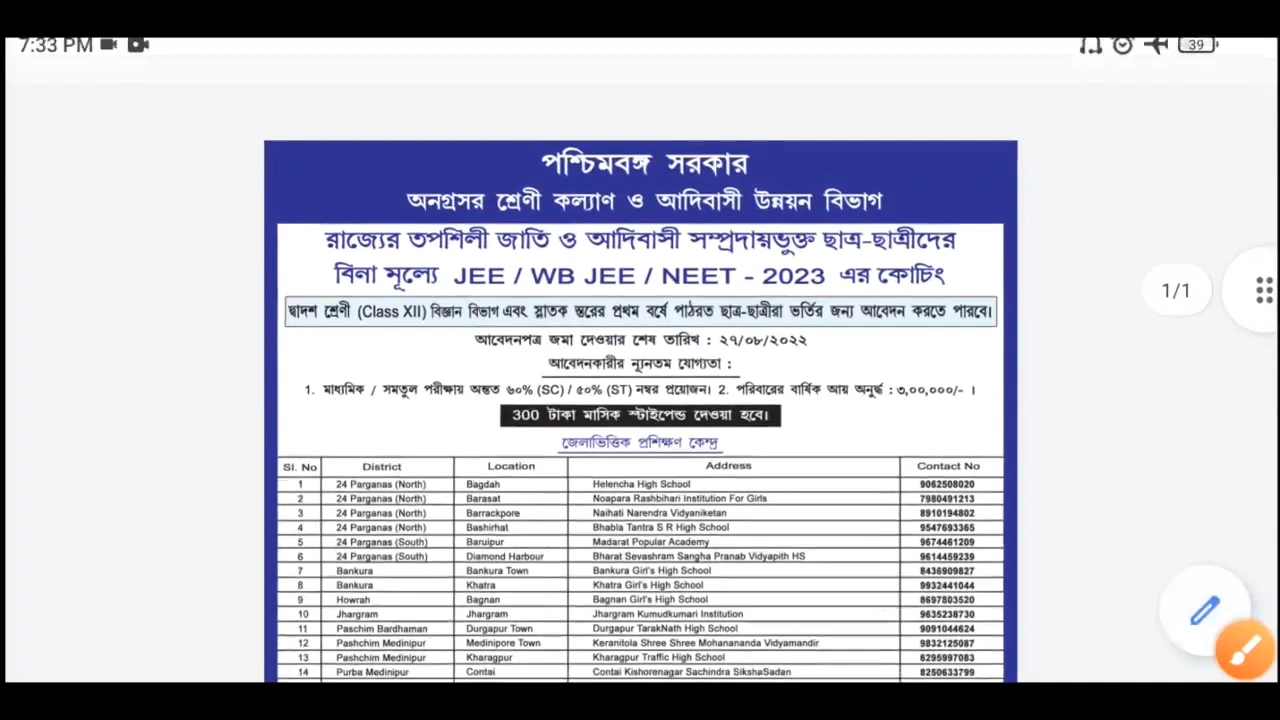 7:33 PM
39
পশ্চিমবঙ্গ সরকার
অনগ্রসর শ্রেণী কল্যাণ ও আদিবাসী উন্নয়ন বিভাগ
রাজ্যের তপশিলী জাতি ও আদিবাসী সম্প্রদায়ভুক্ত ছাত্র-ছাত্রীদের
বিনা মূল্যে JEE / WB JEE / NEET - 2023 এর কোচিং
দ্বাদশ শ্রেণী (Class XII) বিজ্ঞান বিভাগ এবং স্নাতক স্তরের প্রথম বর্ষে পাঠরত ছাত্র-ছাত্রীরা ভর্তির জন্য আবেদন করতে পারবে।
1/1
আবেদনপত্র জমা দেওয়ার শেষ তারিখ : ২৭/০৮/২০২২
আবেদনকারীর ন্যূনতম যোগ্যতা :
1. মাধ্যমিক / সমতুল পরীক্ষায় অন্তত ৬০% (SC) / ৫০% (ST) নম্বর প্রয়োজন। 2. পরিবারের বার্ষিক আয় অনুর্দ্ধ : ৩,০০,০০০/- ।
300 টাকা মাসিক স্টাইপেন্ড দেওয়া হবে।
জেলাভিত্তিক প্রশিক্ষণ কেন্দ্র
Sl. No District Location Address Contact No
1 24 Parganas (North) Bagdah Helencha High School 9062508020
2 24 Parganas (North) Barasat Noapara Rashbihari Institution For Girls 7980491213
3 24 Parganas (North) Barrackpore Naihati Narendra Vidyaniketan 8910194802
4 24 Parganas (North) Bashirhat Bhabla Tantra S R High School 9547693365
5 24 Parganas (South) Baruipur Madarat Popular Academy 9674461209
6 24 Parganas (South) Diamond Harbour Bharat Sevashram Sangha Pranab Vidyapith HS 9614459239
7 Bankura Bankura Town Bankura Girl's High School 8436909827
8 Bankura Khatra Khatra Girl's High School 9932441044
9 Howrah Bagnan Bagnan Girl's High School 8697803520
10 Jhargram Jhargram Jhargram Kumudkumari Institution 9635238730
11 Paschim Bardhaman Durgapur Town Durgapur TarakNath High School 9091044624
12 Pashchim Medinipur Medinipore Town Keranitola Shree Shree Mohanananda Vidyamandir 9832125087
13 Pashchim Medinipur Kharagpur Kharagpur Traffic High School 6295997083
14 Purba Medinipur Contai Contai Kishorenagar Sachindra SikshaSadan 8250633799